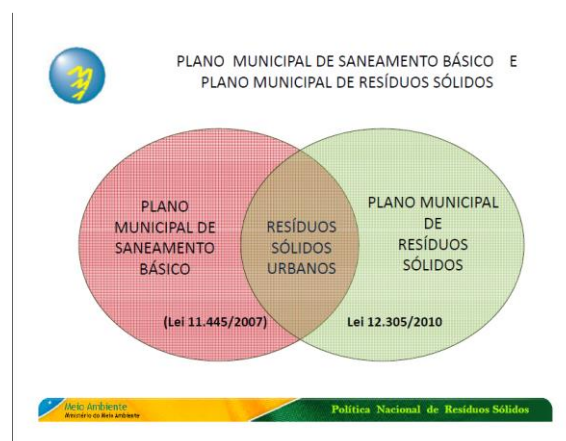 PLANO MUNICIPAL DE SANEAMENTO BÁSICO E
PLANO MUNICIPAL DE RESÍDUOS SÓLIDOS
PLANO
MUNICIPAL DE
SANEAMENTO
BÁSICO
(Lei 11.445/2007)
RESÍDUOS
SÓLIDOS
URBANOS
PLANO MUNICIPAL
DE
RESÍDUOS
SÓLIDOS
Lei 12.305/2010
Meio Ambiente
Ministério do Meio Ambiente
Política Nacional de Resíduos Sólidos